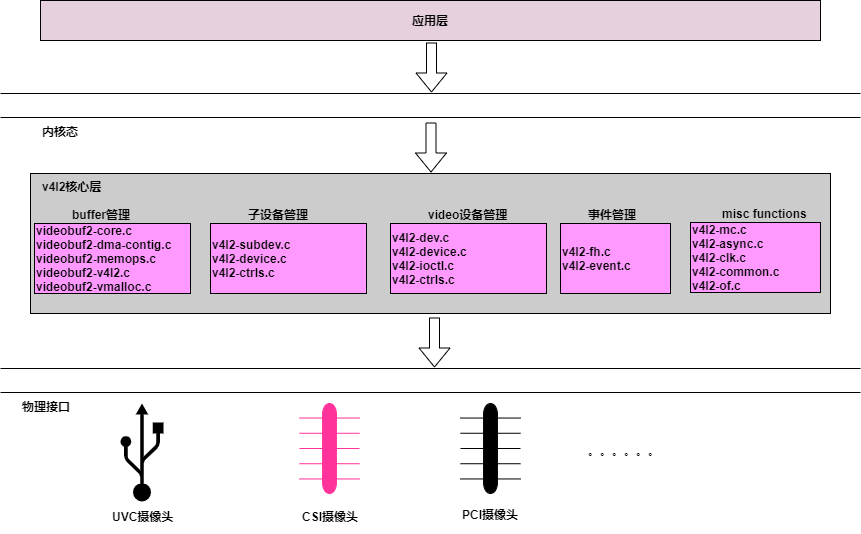 应用层
内核态
v4l2核心层
buffer管理
videobuf2-core.c
videobuf2-dma-contig.c
videobuf2-memops.c
videobuf2-v4l2.c
videobuf2-vmalloc.c
子设备管理
v4l2-subdev.c
v4l2-device.c
v4l2-ctrls.c
video设备管理
v4l2-dev.c
v4l2-device.c
v4l2-ioctl.c
v4l2-ctrls.c
事件管理
v4l2-fh.c
v4l2-event.c
misc functions
v4l2-mc.c
v4l2-async.c
v4l2-clk.c
v4l2-common.c
v4l2-of.c
物理接口
UVC摄像头
CSI摄像头
PCI摄像头
。。。。。。